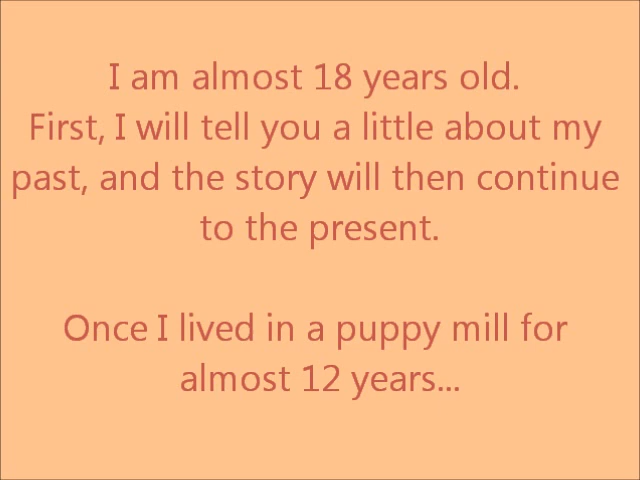 I am almost 18 years old.
First, I will tell you a little about my
past, and the story will then continue
to the present.
Once I lived in a puppy mill for
almost 12 years...